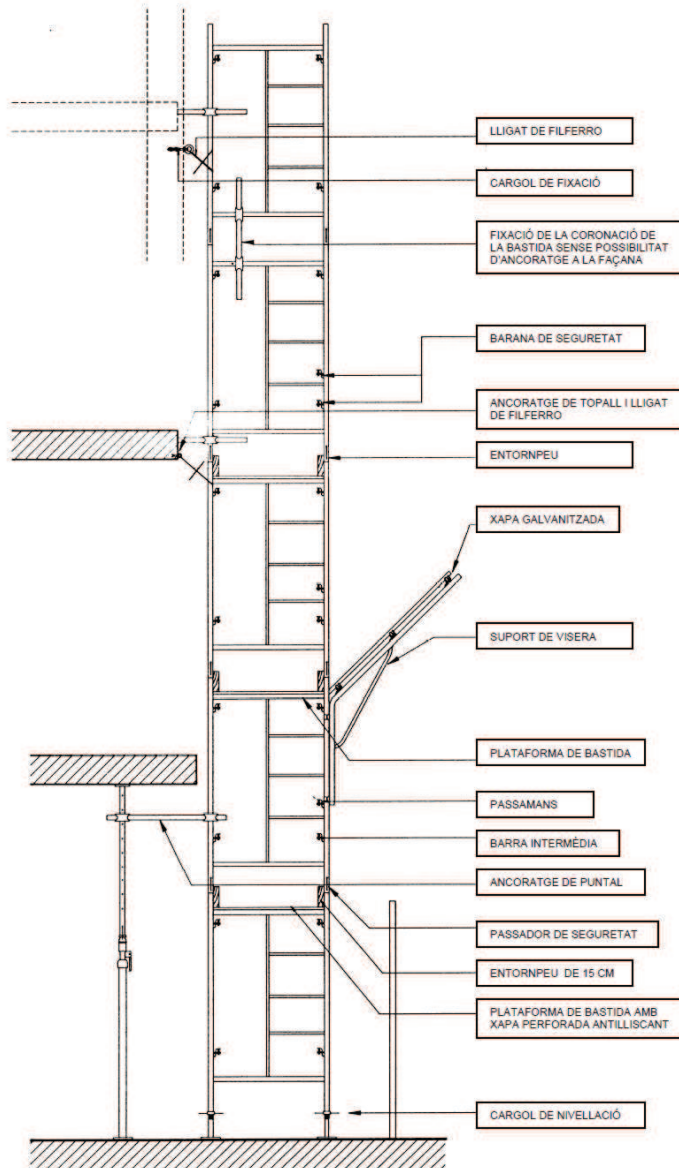 LLIGAT DE FILFERRO
CARGOL DE FIXACIÓ
FIXACIÓ DE LA CORONACIÓ DE
LA BASTIDA SENSE POSSIBILITAT
D'ANCORATGE A LA FAÇANA
BARANA DE SEGURETAT
ANCORATGE DE TOPALL I LLIGAT
DE FILFERRO
ENTORNPEU
XAPA GALVANITZADA
SUPORT DE VISERA
PLATAFORMA DE BASTIDA
PASSAMANS
BARRA INTERMÈDIA
ANCORATGE DE PUNTAL
PASSADOR DE SEGURETAT
ENTORNPEU DE 15 CM
PLATAFORMA DE BASTIDA AMB
XAPA PERFORADA ANTILLISCANT
CARGOL DE NIVELLACIÓ